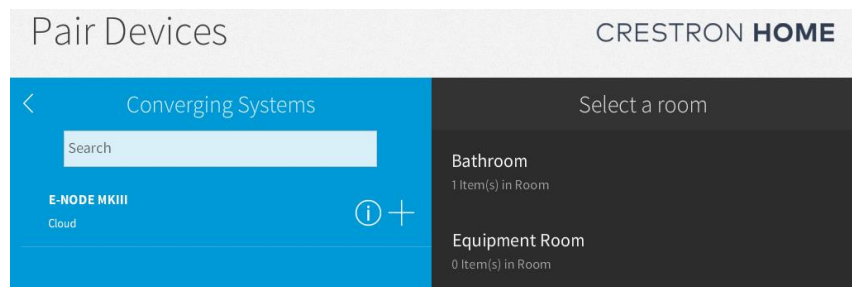 Pair Devices
CRESTRON HOME
Converging Systems
Search
E-NODE MKIII
Cloud
Select a room
Bathroom
1 Item(s) in Room
Equipment Room
0 Item(s) in Room